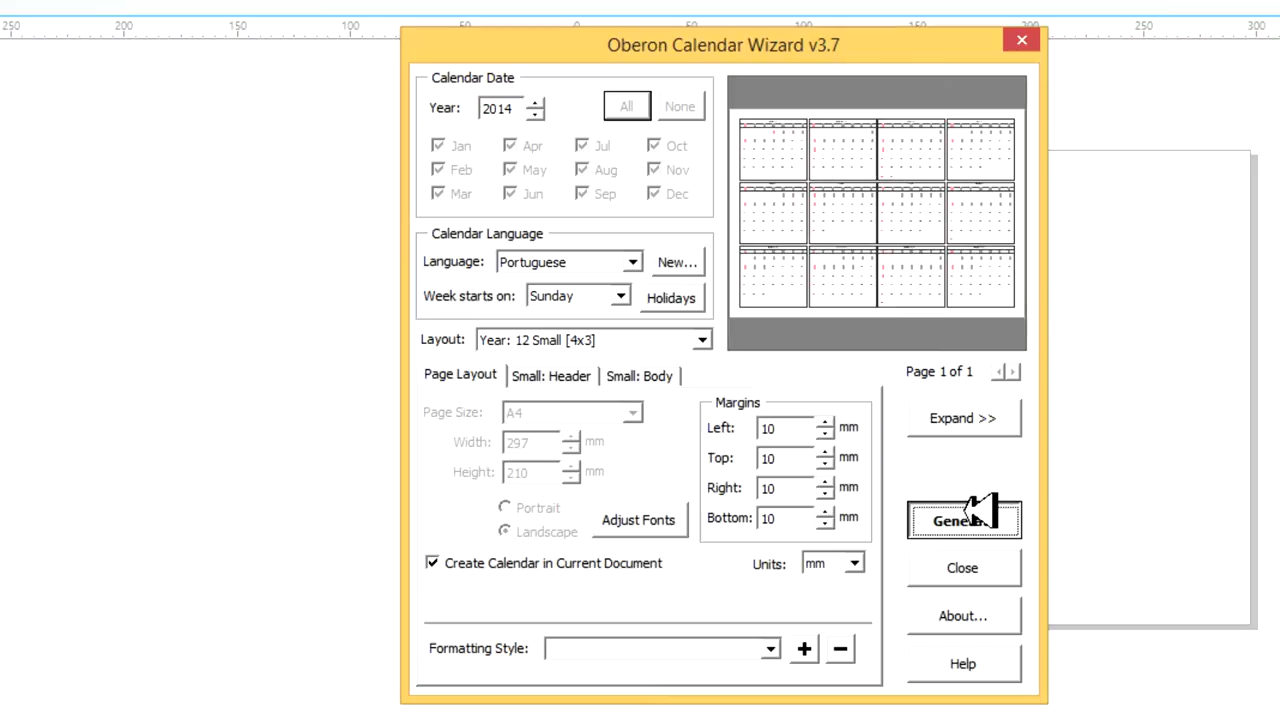 250 200 150 100 50 0 50 100 150 200 250 300
Oberon Calendar Wizard v3.7
Calendar Date
Year: 2014 All None
Jan Apr Jul Oct
Feb May Aug Nov
Mar Jun Sep Dec
Calendar Language
Language: Portuguese New...
Week starts on: Sunday Holidays
Layout: Year: 12 Small [4x3]
Page 1 of 1
Page Layout Small: Header Small: Body
Expand >>
Page Size: A4
Width: 297 mm
Height: 210 mm
Portrait
Landscape
Adjust Fonts
Margins
Left: 10 mm
Top: 10 mm
Right: 10 mm
Bottom: 10 mm
Create Calendar in Current Document
Units: mm
Close
About...
Formatting Style: + −
Help